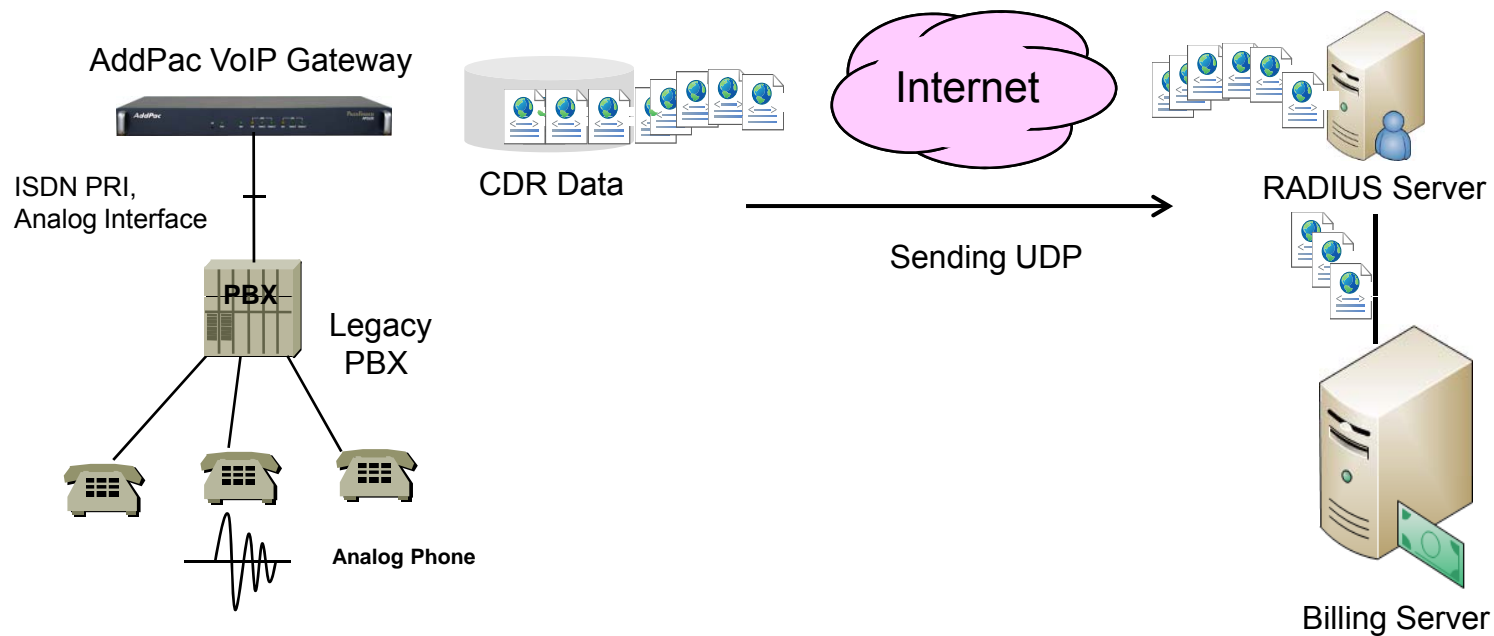 AddPac VoIP Gateway
Internet
AddPac
CDR Data
RADIUS Server
ISDN PRI,
Analog Interface
Sending UDP
PBX
Legacy
PBX
Analog Phone
Billing Server